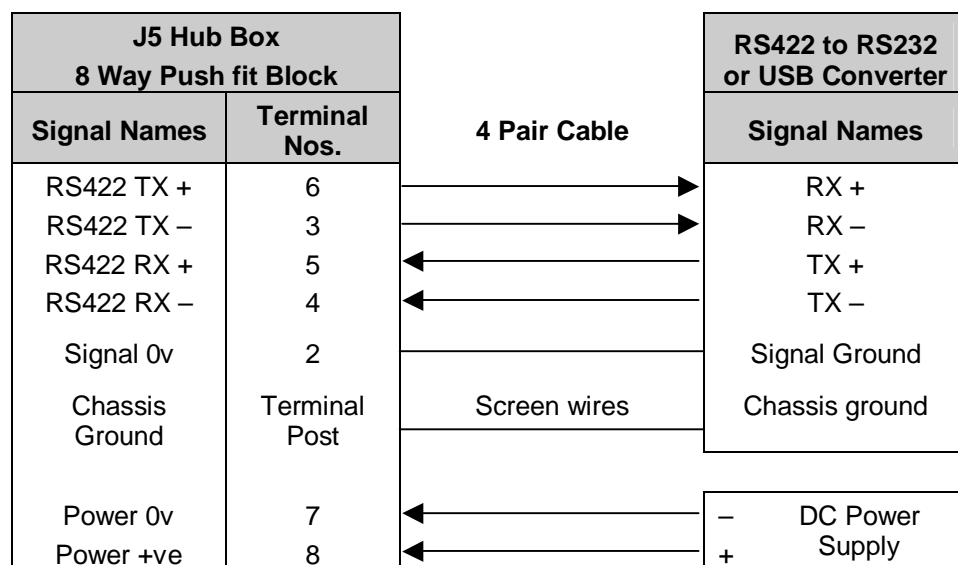 J5 Hub Box
8 Way Push fit Block
RS422 to RS232
or USB Converter
Signal Names
Terminal
Nos.
4 Pair Cable
Signal Names
RS422 TX + 6 RX +
RS422 TX – 3 RX –
RS422 RX + 5 TX +
RS422 RX – 4 TX –
Signal 0v 2 Signal Ground
Chassis
Ground
Terminal
Post
Screen wires
Chassis ground
Power 0v 7 – DC Power
Power +ve 8 + Supply